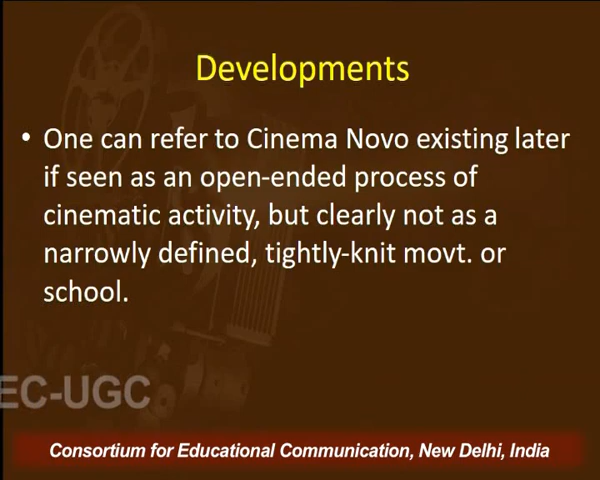 Developments
• One can refer to Cinema Novo existing later
if seen as an open-ended process of
cinematic activity, but clearly not as a
narrowly defined, tightly-knit movt. or
school.
EC-UGC
Consortium for Educational Communication, New Delhi, India